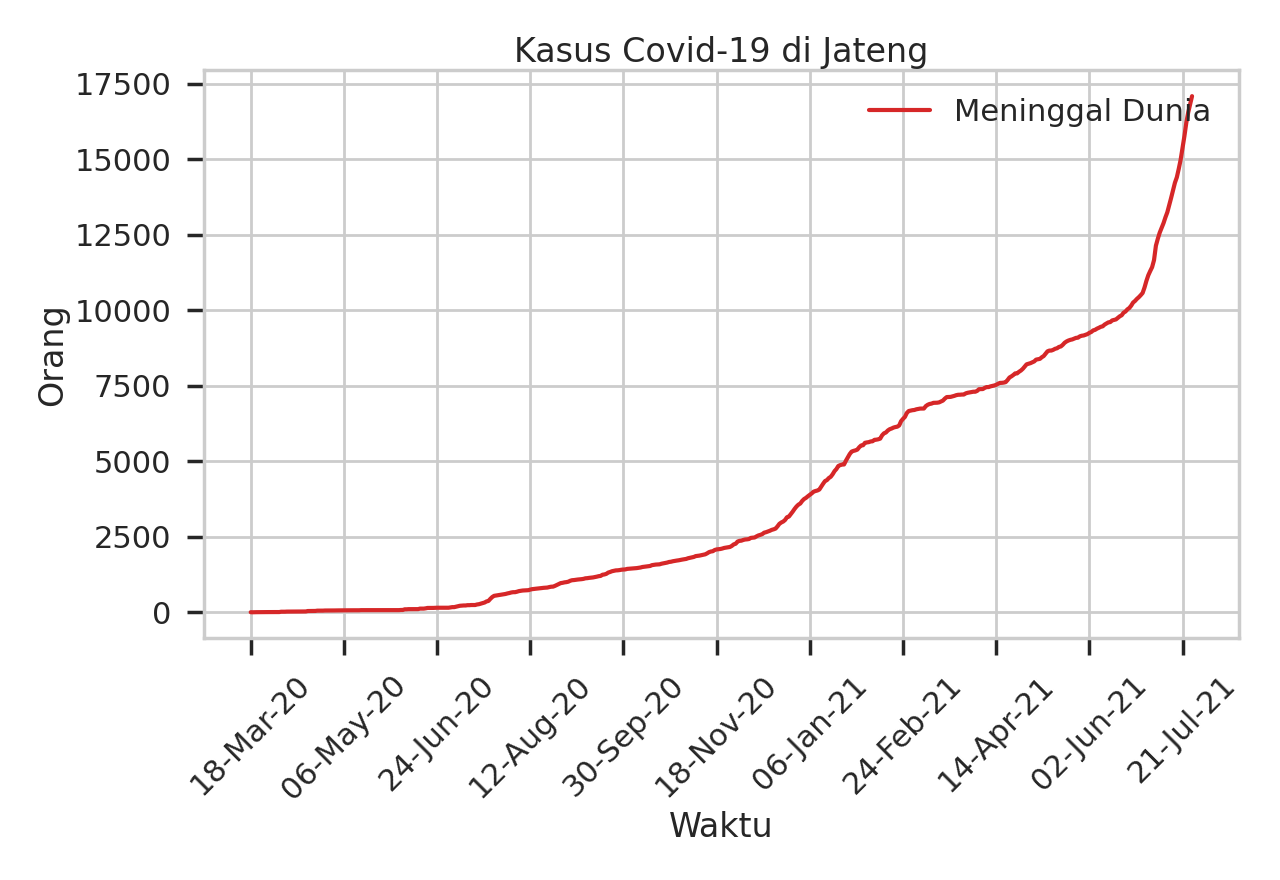 Kasus Covid-19 di Jateng
Meninggal Dunia
17500
15000
12500
10000
7500
5000
2500
0
Orang
18-Mar-20
06-May-20
24-Jun-20
12-Aug-20
30-Sep-20
18-Nov-20
06-Jan-21
24-Feb-21
14-Apr-21
02-Jun-21
21-Jul-21
Waktu